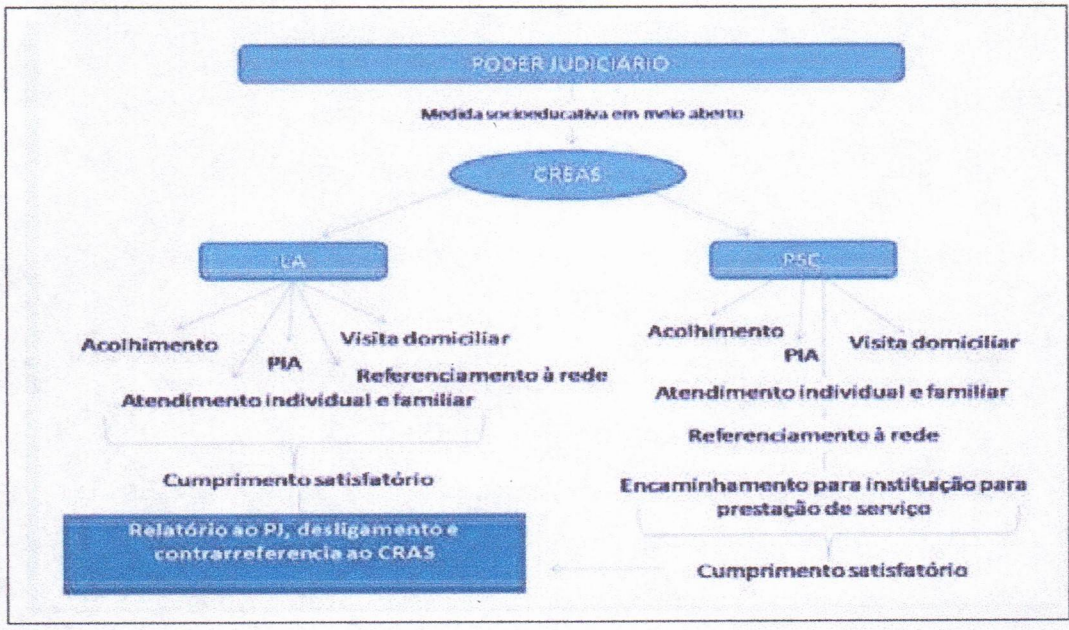 PODER JUDICIÁRIO
Medida socioeducativa em meio aberto
CREAS
LA
Acolhimento
PIA
Visita domiciliar
Referenciamento à rede
Atendimento individual e familiar
Cumprimento satisfatório
Relatório ao PJ, desligamento e
contrarreferencia ao CRAS
PSC
Acolhimento
PIA
Visita domiciliar
Atendimento individual e familiar
Referenciamento à rede
Encaminhamento para instituição para
prestação de serviço
Cumprimento satisfatório